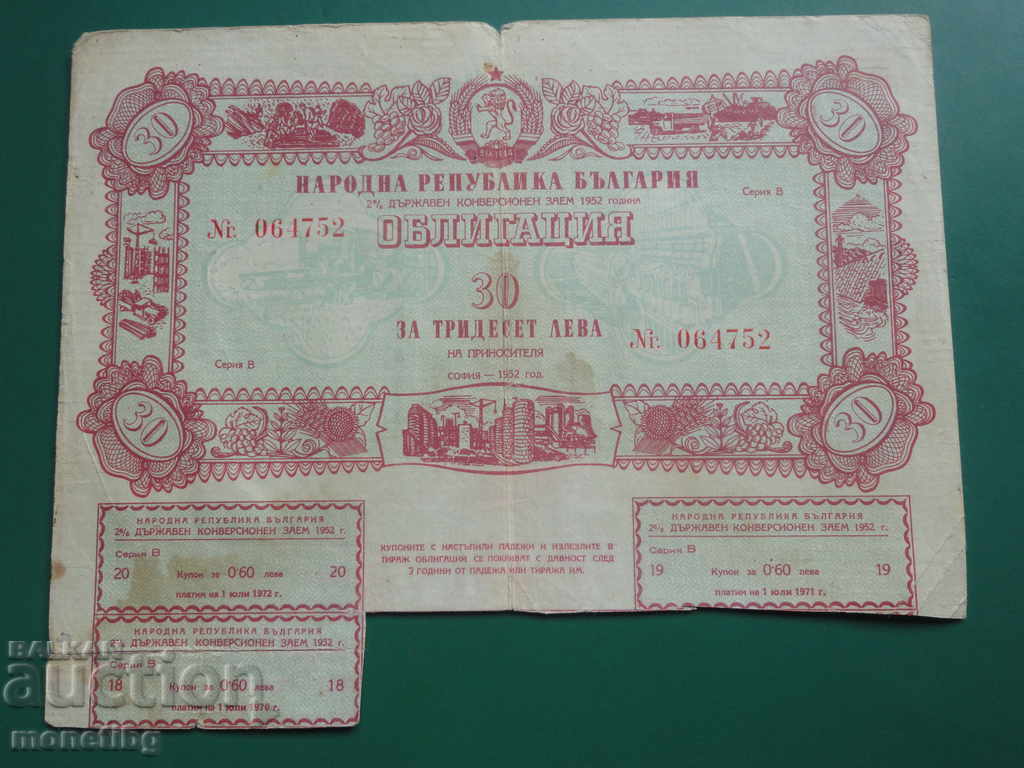 30
30
9 IX 1944
НАРОДНА РЕПУБЛИКА БЪЛГАРИЯ
2% ДЪРЖАВЕН КОНВЕРСИОНЕН ЗАЕМ 1952 година
Серия В
№ 064752
ОБЛИГАЦИЯ
30
ЗА ТРИДЕСЕТ ЛЕВА
№ 064752
НА ПРИНОСИТЕЛЯ
Серия В
СОФИЯ — 1952 год.
30
30
НАРОДНА РЕПУБЛИКА БЪЛГАРИЯ
2% ДЪРЖАВЕН КОНВЕРСИОНЕН ЗАЕМ 1952 г.
Серия В
20 Купон за 0·60 лева 20
платим на 1 юли 1972 г.
КУПОНИТЕ С НАСТЪПИЛИ ПАДЕЖИ И ИЗЛЕЗЛИТЕ В
ТИРАЖ ОБЛИГАЦИИ СЕ ПОКРИВАТ С ДАВНОСТ СЛЕД
3 ГОДИНИ ОТ ПАДЕЖА ИЛИ ТИРАЖА ИМ.
НАРОДНА РЕПУБЛИКА БЪЛГАРИЯ
2% ДЪРЖАВЕН КОНВЕРСИОНЕН ЗАЕМ 1952 г.
Серия В
19 Купон за 0·60 лева 19
платим на 1 юли 1971 г.
НАРОДНА РЕПУБЛИКА БЪЛГАРИЯ
2% ДЪРЖАВЕН КОНВЕРСИОНЕН ЗАЕМ 1952 г.
Серия В
18 Купон за 0·60 лева 18
платим на 1 юли 1970 г.
BALKAN
auction
monetibg